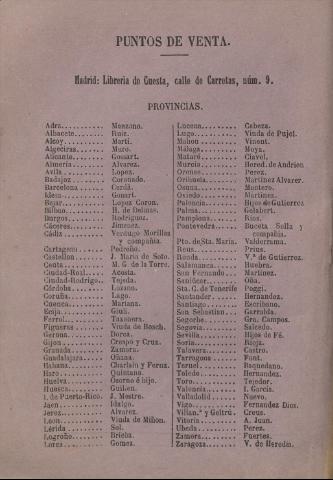 PUNTOS DE VENTA.
Madrid: Libreria de Cuesta, calle de Carretas, núm. 9.
PROVINCIAS.
Adra........... Manzano.
Albacete....... Ruiz.
Alcoy.......... Martí.
Algeciras...... Muro.
Alicante....... Gossart.
Almería........ Alvarez.
Avila.......... Lopez.
Badajoz........ Coronado.
Barcelona...... Cerdá.
Idem........... Gomart.
Bejar.......... Lopez Coron.
Bilbao......... H. de Delmas.
Burgos......... Rodriguez.
Cáceres........ Jimenez.
Cádiz.......... Verdugo Morillas
y compañia.
Cartagena...... Pedreño.
Castellon...... J. Maria de Soto.
Ceuta.......... M. G. de la Torre.
Ciudad-Real.... Acosta.
Ciudad-Rodrigo. Tejeda.
Córdoba........ Lozano.
Coruña......... Lago.
Cuenca......... Mariana.
Ecija.......... Giuli.
Ferrol......... Taxonera.
Figueras....... Viuda de Bosch.
Gerona......... Dorca.
Gijon.......... Crespo y Cruz.
Granada........ Zamora.
Guadalajara.... Oñana.
Habana......... Charlain y Fernz.
Haro........... Quintana.
Huelva......... Osorno é hijo.
Huesca......... Guillen.
I. de Puerto-Rico. J. Mestre.
Jaen........... Idalgo.
Jerez.......... Alvarez.
Leon........... Viuda de Miñon.
Lérida......... Sol.
Logroño........ Brieba.
Lorca.......... Gomez.
Lucena......... Cabeza.
Lugo........... Viuda de Pujol.
Mahon.......... Vinent.
Málaga......... Moya.
Mataró......... Clavel.
Murcia......... Hered. de Andrion
Orense......... Perez.
Orihuela....... Martinez Alvarez.
Osuna.......... Montero.
Oviedo......... Martinez.
Palencia....... Hijos de Gutierrez
Palma.......... Gelabert.
Pamplona....... Rios.
Pontevedra..... Buceta Solla y
compañia.
Pto. de Sta. María. Valderrama.
Reus........... Prius.
Ronda.......... V.ª de Gutierrez.
Salamanca...... Huebra.
San Fernando... Martinez.
Sanlúcar....... Oña.
Sta. C. de Tenerife Poggi.
Santander...... Hernandez.
Santiago....... Escribano.
San Sebastian.. Garralda.
Segorbe........ Gra. Campos.
Segovia........ Salcedo.
Sevilla........ Hijos de Fé.
Soria.......... Rioja.
Talavera....... Castro.
Tarragona...... Font.
Teruel......... Baquedano.
Toledo......... Hernandez.
Toro........... Tejedor.
Valencia....... I. Garcia.
Valladolid..... Nuevo.
Vigo........... Fernandez Dios.
Villan.ª y Geltrú. Creus.
Vitoria........ A. Juan.
Ubeda.......... Perez.
Zamora......... Fuertes.
Zaragoza....... V. de Heredia.